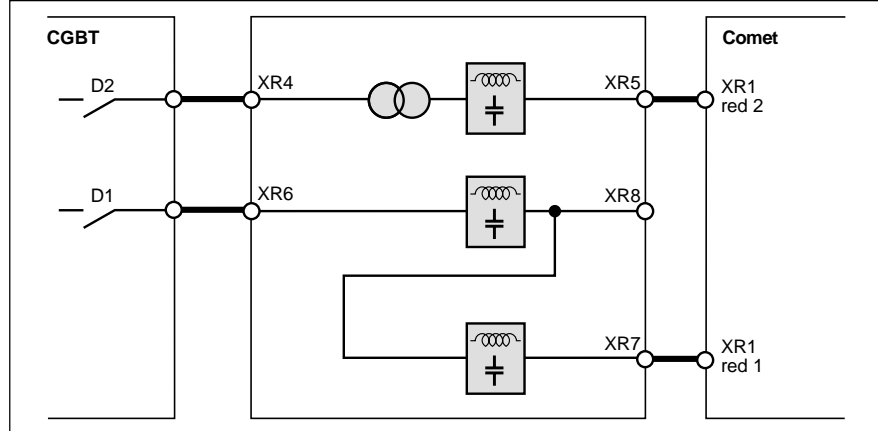 CGBT
Comet
D2
XR4
XR5
XR1
red 2
D1
XR6
XR8
XR7
XR1
red 1